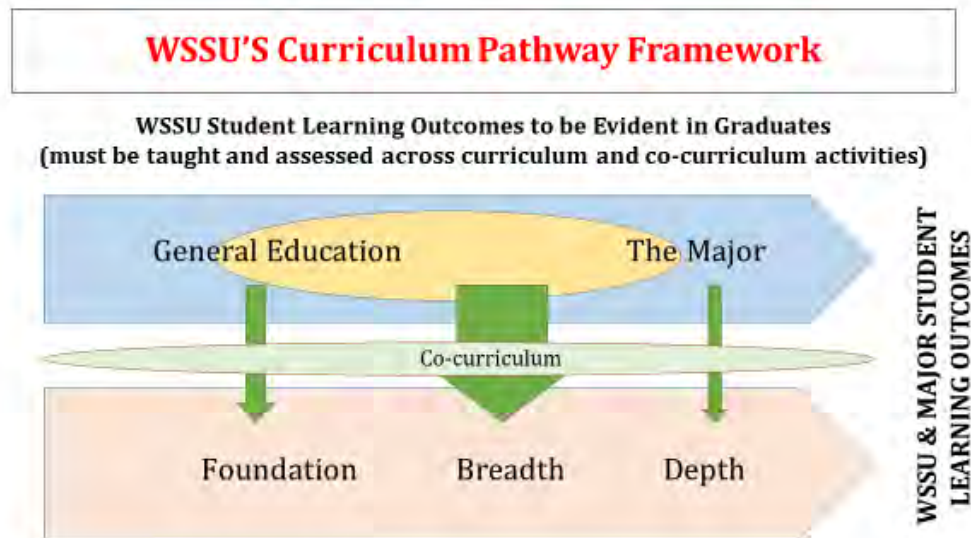 WSSU'S Curriculum Pathway Framework
WSSU Student Learning Outcomes to be Evident in Graduates
(must be taught and assessed across curriculum and co-curriculum activities)
General Education
The Major
Co-curriculum
Foundation
Breadth
Depth
WSSU & MAJOR STUDENT
LEARNING OUTCOMES